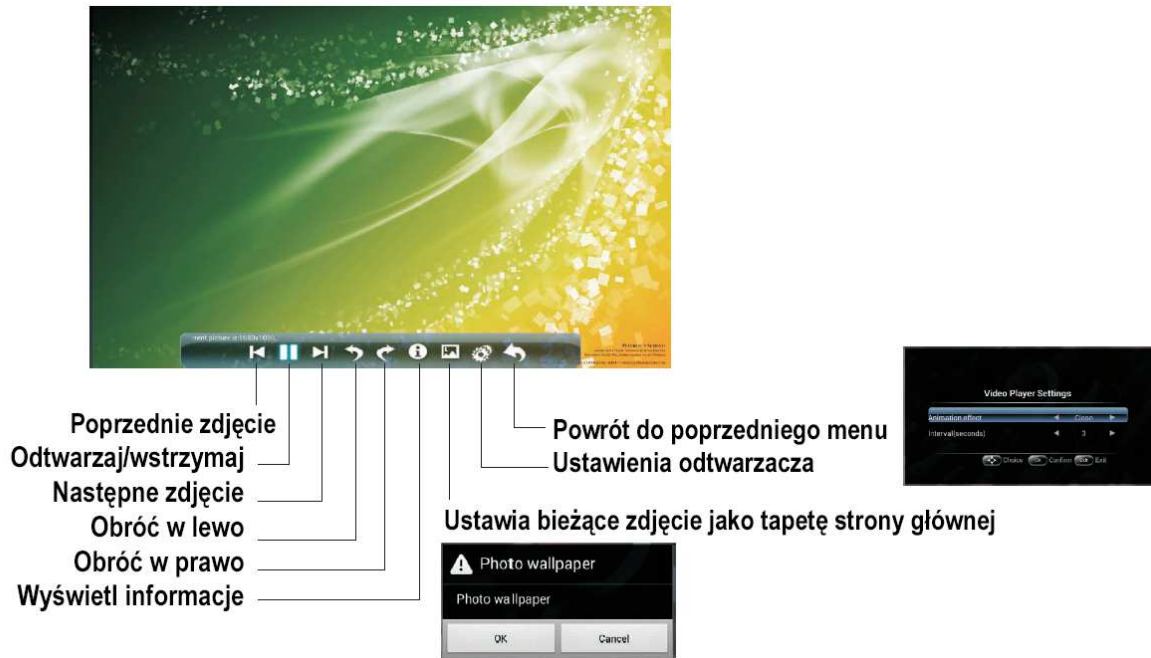 Poprzednie zdjęcie
Odtwarzaj/wstrzymaj
Następne zdjęcie
Obróć w lewo
Obróć w prawo
Wyświetl informacje
Powrót do poprzedniego menu
Ustawienia odtwarzacza
Ustawia bieżące zdjęcie jako tapetę strony głównej
Photo wallpaper
Photo wallpaper
OK Cancel
Video Player Settings
Animation effect Close
Interval(seconds) 3
Choice Confirm Exit